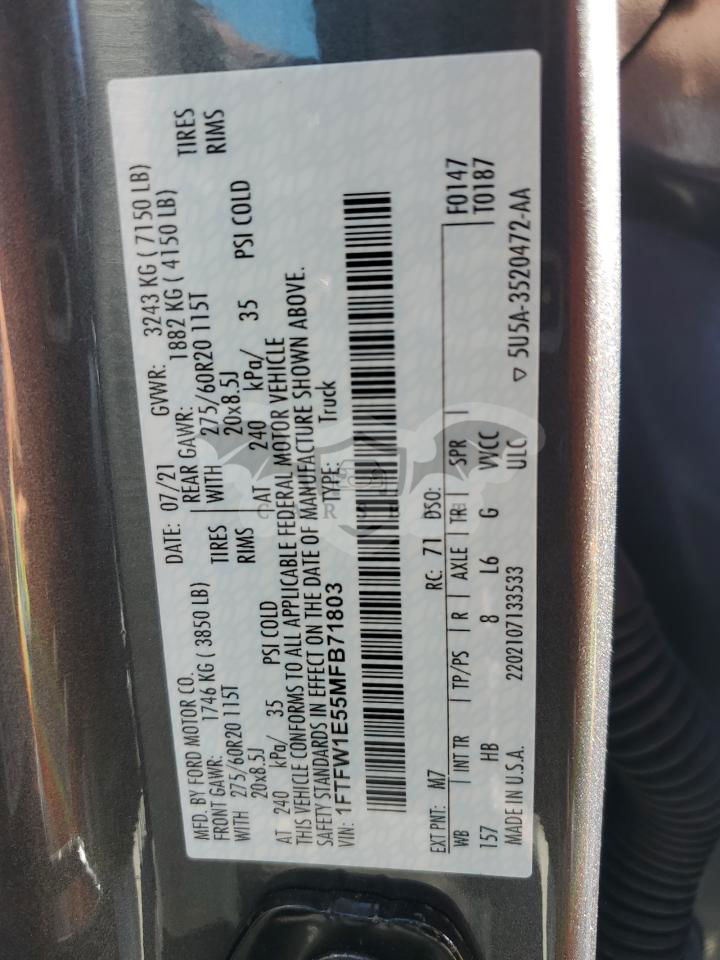 MFD. BY FORD MOTOR CO.
DATE: 07/21 GVWR: 3243 KG ( 7150 LB)
FRONT GAWR: 1746 KG ( 3850 LB) REAR GAWR: 1882 KG ( 4150 LB)
WITH 275/60R20 115T TIRES WITH 275/60R20 115T TIRES
20x8.5J RIMS 20x8.5J RIMS
AT 240 kPa/ 35 PSI COLD AT 240 kPa/ 35 PSI COLD
THIS VEHICLE CONFORMS TO ALL APPLICABLE FEDERAL MOTOR VEHICLE
SAFETY STANDARDS IN EFFECT ON THE DATE OF MANUFACTURE SHOWN ABOVE.
VIN: 1FTFW1E55MFB71803 TYPE: Truck
EXT PNT: M7 RC: 71 DSO: F0147
WB INT TR TP/PS R AXLE TR SPR T0187
157 HB 8 L6 G WCC
MADE IN U.S.A. 2202107133533 ULC ▽ 5U5A-3520472-AA